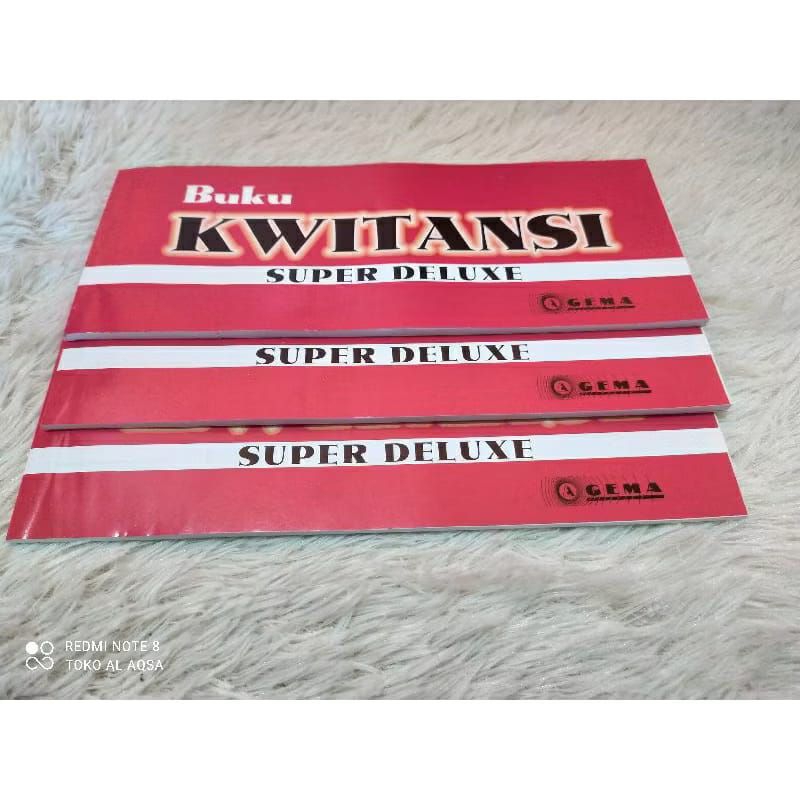 Buku
KWITANSI
SUPER DELUXE
GEMA
SUPER DELUXE
GEMA
SUPER DELUXE
GEMA
REDMI NOTE 8
TOKO AL AQSA